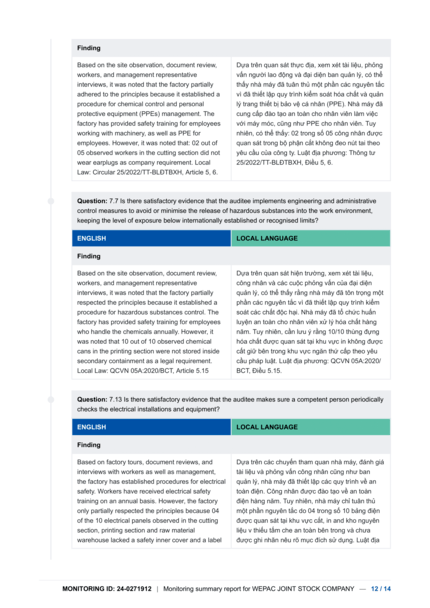 Finding
Based on the site observation, document review,
workers, and management representative
interviews, it was noted that the factory partially
adhered to the principles because it established a
procedure for chemical control and personal
protective equipment (PPEs) management. The
factory has provided safety training for employees
working with machinery, as well as PPE for
employees. However, it was noted that: 02 out of
05 observed workers in the cutting section did not
wear earplugs as company requirement. Local
Law: Circular 25/2022/TT-BLĐTBXH, Article 5, 6.
Dựa trên quan sát thực địa, xem xét tài liệu, phỏng
vấn người lao động và đại diện ban quản lý, có thể
thấy nhà máy đã tuân thủ một phần các nguyên tắc
vì đã thiết lập quy trình kiểm soát hóa chất và quản
lý trang thiết bị bảo vệ cá nhân (PPE). Nhà máy đã
cung cấp đào tạo an toàn cho nhân viên làm việc
với máy móc, cũng như PPE cho nhân viên. Tuy
nhiên, có thể thấy: 02 trong số 05 công nhân được
quan sát trong bộ phận cắt không đeo nút tai theo
yêu cầu của công ty. Luật địa phương: Thông tư
25/2022/TT-BLĐTBXH, Điều 5, 6.
Question: 7.7 Is there satisfactory evidence that the auditee implements engineering and administrative
control measures to avoid or minimise the release of hazardous substances into the work environment,
keeping the level of exposure below internationally established or recognised limits?
ENGLISH
LOCAL LANGUAGE
Finding
Based on the site observation, document review,
workers, and management representative
interviews, it was noted that the factory partially
respected the principles because it established a
procedure for hazardous substances control. The
factory has provided safety training for employees
who handle the chemicals annually. However, it
was noted that 10 out of 10 observed chemical
cans in the printing section were not stored inside
secondary containment as a legal requirement.
Local Law: QCVN 05A:2020/BCT, Article 5.15
Dựa trên quan sát hiện trường, xem xét tài liệu,
công nhân và các cuộc phỏng vấn của đại diện
quản lý, có thể thấy rằng nhà máy đã tôn trọng một
phần các nguyên tắc vì đã thiết lập quy trình kiểm
soát các chất độc hại. Nhà máy đã tổ chức huấn
luyện an toàn cho nhân viên xử lý hóa chất hàng
năm. Tuy nhiên, cần lưu ý rằng 10/10 thùng đựng
hóa chất được quan sát tại khu vực in không được
cất giữ bên trong khu vực ngăn thứ cấp theo yêu
cầu pháp luật. Luật địa phương: QCVN 05A:2020/
BCT, Điều 5.15.
Question: 7.13 Is there satisfactory evidence that the auditee makes sure a competent person periodically
checks the electrical installations and equipment?
ENGLISH
LOCAL LANGUAGE
Finding
Based on factory tours, document reviews, and
interviews with workers as well as management,
the factory has established procedures for electrical
safety. Workers have received electrical safety
training on an annual basis. However, the factory
only partially respected the principles because 04
of the 10 electrical panels observed in the cutting
section, printing section and raw material
warehouse lacked a safety inner cover and a label
Dựa trên các chuyến tham quan nhà máy, đánh giá
tài liệu và phỏng vấn công nhân cũng như ban
quản lý, nhà máy đã thiết lập các quy trình về an
toàn điện. Công nhân được đào tạo về an toàn
điện hàng năm. Tuy nhiên, nhà máy chỉ tuân thủ
một phần nguyên tắc do 04 trong số 10 bảng điện
được quan sát tại khu vực cắt, in and kho nguyên
liệu v thiếu tấm che an toàn bên trong và chưa
được ghi nhãn nêu rõ mục đích sử dụng. Luật địa
MONITORING ID: 24-0271912 | Monitoring summary report for WEPAC JOINT STOCK COMPANY — 12 / 14